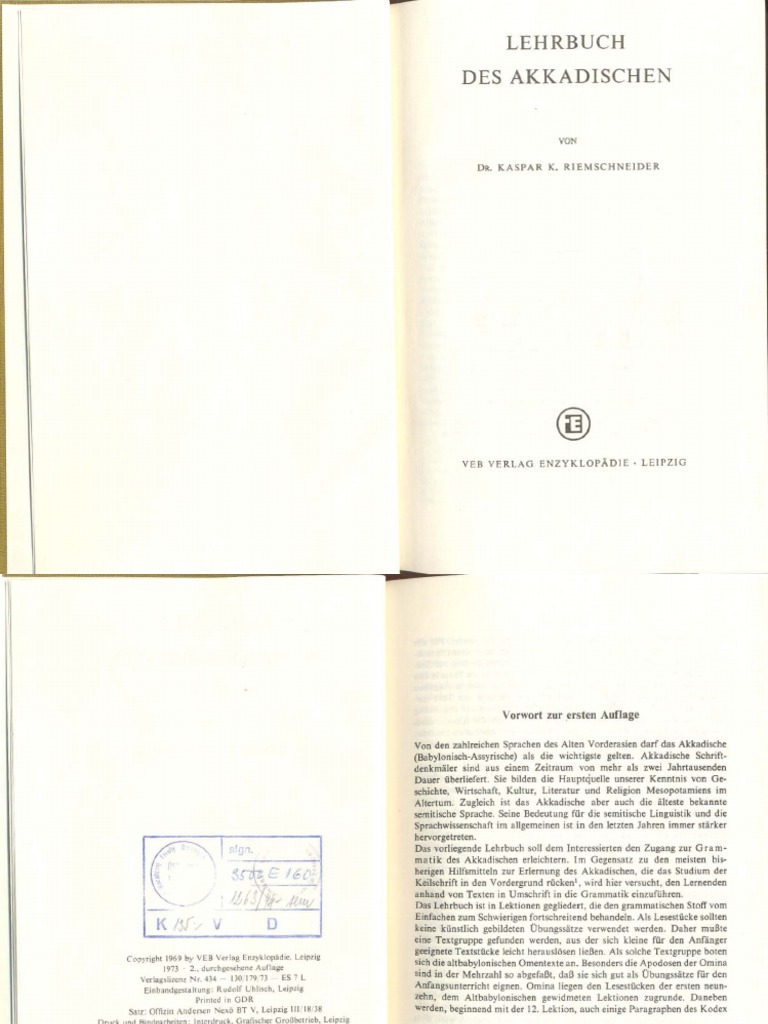 LEHRBUCH
DES AKKADISCHEN
VON
DR. KASPAR K. RIEMSCHNEIDER
VEB VERLAG ENZYKLOPÄDIE · LEIPZIG
sign.
K V D
Copyright 1969 by VEB Verlag Enzyklopädie, Leipzig
1973 - 2., durchgesehene Auflage
Verlagslizenz Nr. 434 — 130/179/73 — ES 7 L
Einbandgestaltung: Rudolf Uhlisch, Leipzig
Printed in GDR
Satz: Offizin Andersen Nexö BT V, Leipzig III/18/38
Druck und Bindearbeiten: Interdruck, Grafischer Großbetrieb, Leipzig
Vorwort zur ersten Auflage
Von den zahlreichen Sprachen des Alten Vorderasien darf das Akkadische
(Babylonisch-Assyrische) als die wichtigste gelten. Akkadische Schrift-
denkmäler sind aus einem Zeitraum von mehr als zwei Jahrtausenden
Dauer überliefert. Sie bilden die Hauptquelle unserer Kenntnis von Ge-
schichte, Wirtschaft, Kultur, Literatur und Religion Mesopotamiens im
Altertum. Zugleich ist das Akkadische aber auch die älteste bekannte
semitische Sprache. Seine Bedeutung für die semitische Linguistik und die
Sprachwissenschaft im allgemeinen ist in den letzten Jahren immer stärker
hervorgetreten.
Das vorliegende Lehrbuch soll dem Interessierten den Zugang zur Gram-
matik des Akkadischen erleichtern. Im Gegensatz zu den meisten bis-
herigen Hilfsmitteln zur Erlernung des Akkadischen, die das Studium der
Keilschrift in den Vordergrund rücken¹, wird hier versucht, den Lernenden
anhand von Texten in Umschrift in die Grammatik einzuführen.
Das Lehrbuch ist in Lektionen gegliedert, die den grammatischen Stoff vom
Einfachen zum Schwierigen fortschreitend behandeln. Als Lesestücke sollten
keine künstlich gebildeten Übungssätze verwendet werden. Daher mußte
eine Textgruppe gefunden werden, aus der sich kleine für den Anfänger
geeignete Textstücke leicht herauslösen ließen. Als solche Textgruppe boten
sich die altbabylonischen Omentexte an. Besonders die Apodosen der Omina
sind in der Mehrzahl so abgefaßt, daß sie sich gut als Übungssätze für den
Anfangsunterricht eignen. Omina liegen den Lesestücken der ersten neun-
zehn, dem Altbabylonischen gewidmeten Lektionen zugrunde. Daneben
werden, beginnend mit der 12. Lektion, auch einige Paragraphen des Kodex